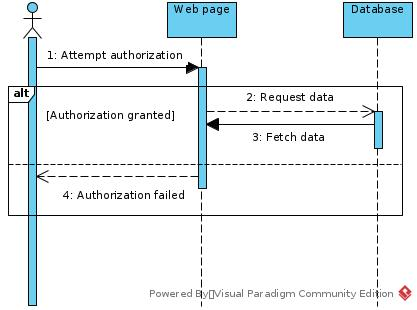 Web page
Database
1: Attempt authorization
alt
2: Request data
[Authorization granted]
3: Fetch data
4: Authorization failed
Powered By▯Visual Paradigm Community Edition